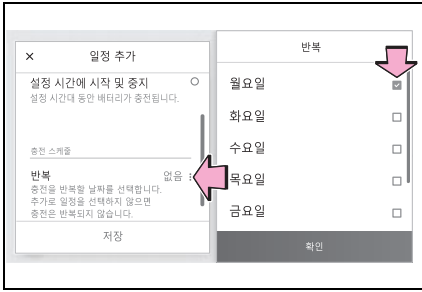 × 일정 추가
설정 시간에 시작 및 중지
설정 시간대 동안 배터리가 충전됩니다.
충전 스케줄
반복 없음
충전을 반복할 날짜를 선택합니다.
추가로 일정을 선택하지 않으면
충전은 반복되지 않습니다.
저장
반복
월요일
화요일
수요일
목요일
금요일
확인